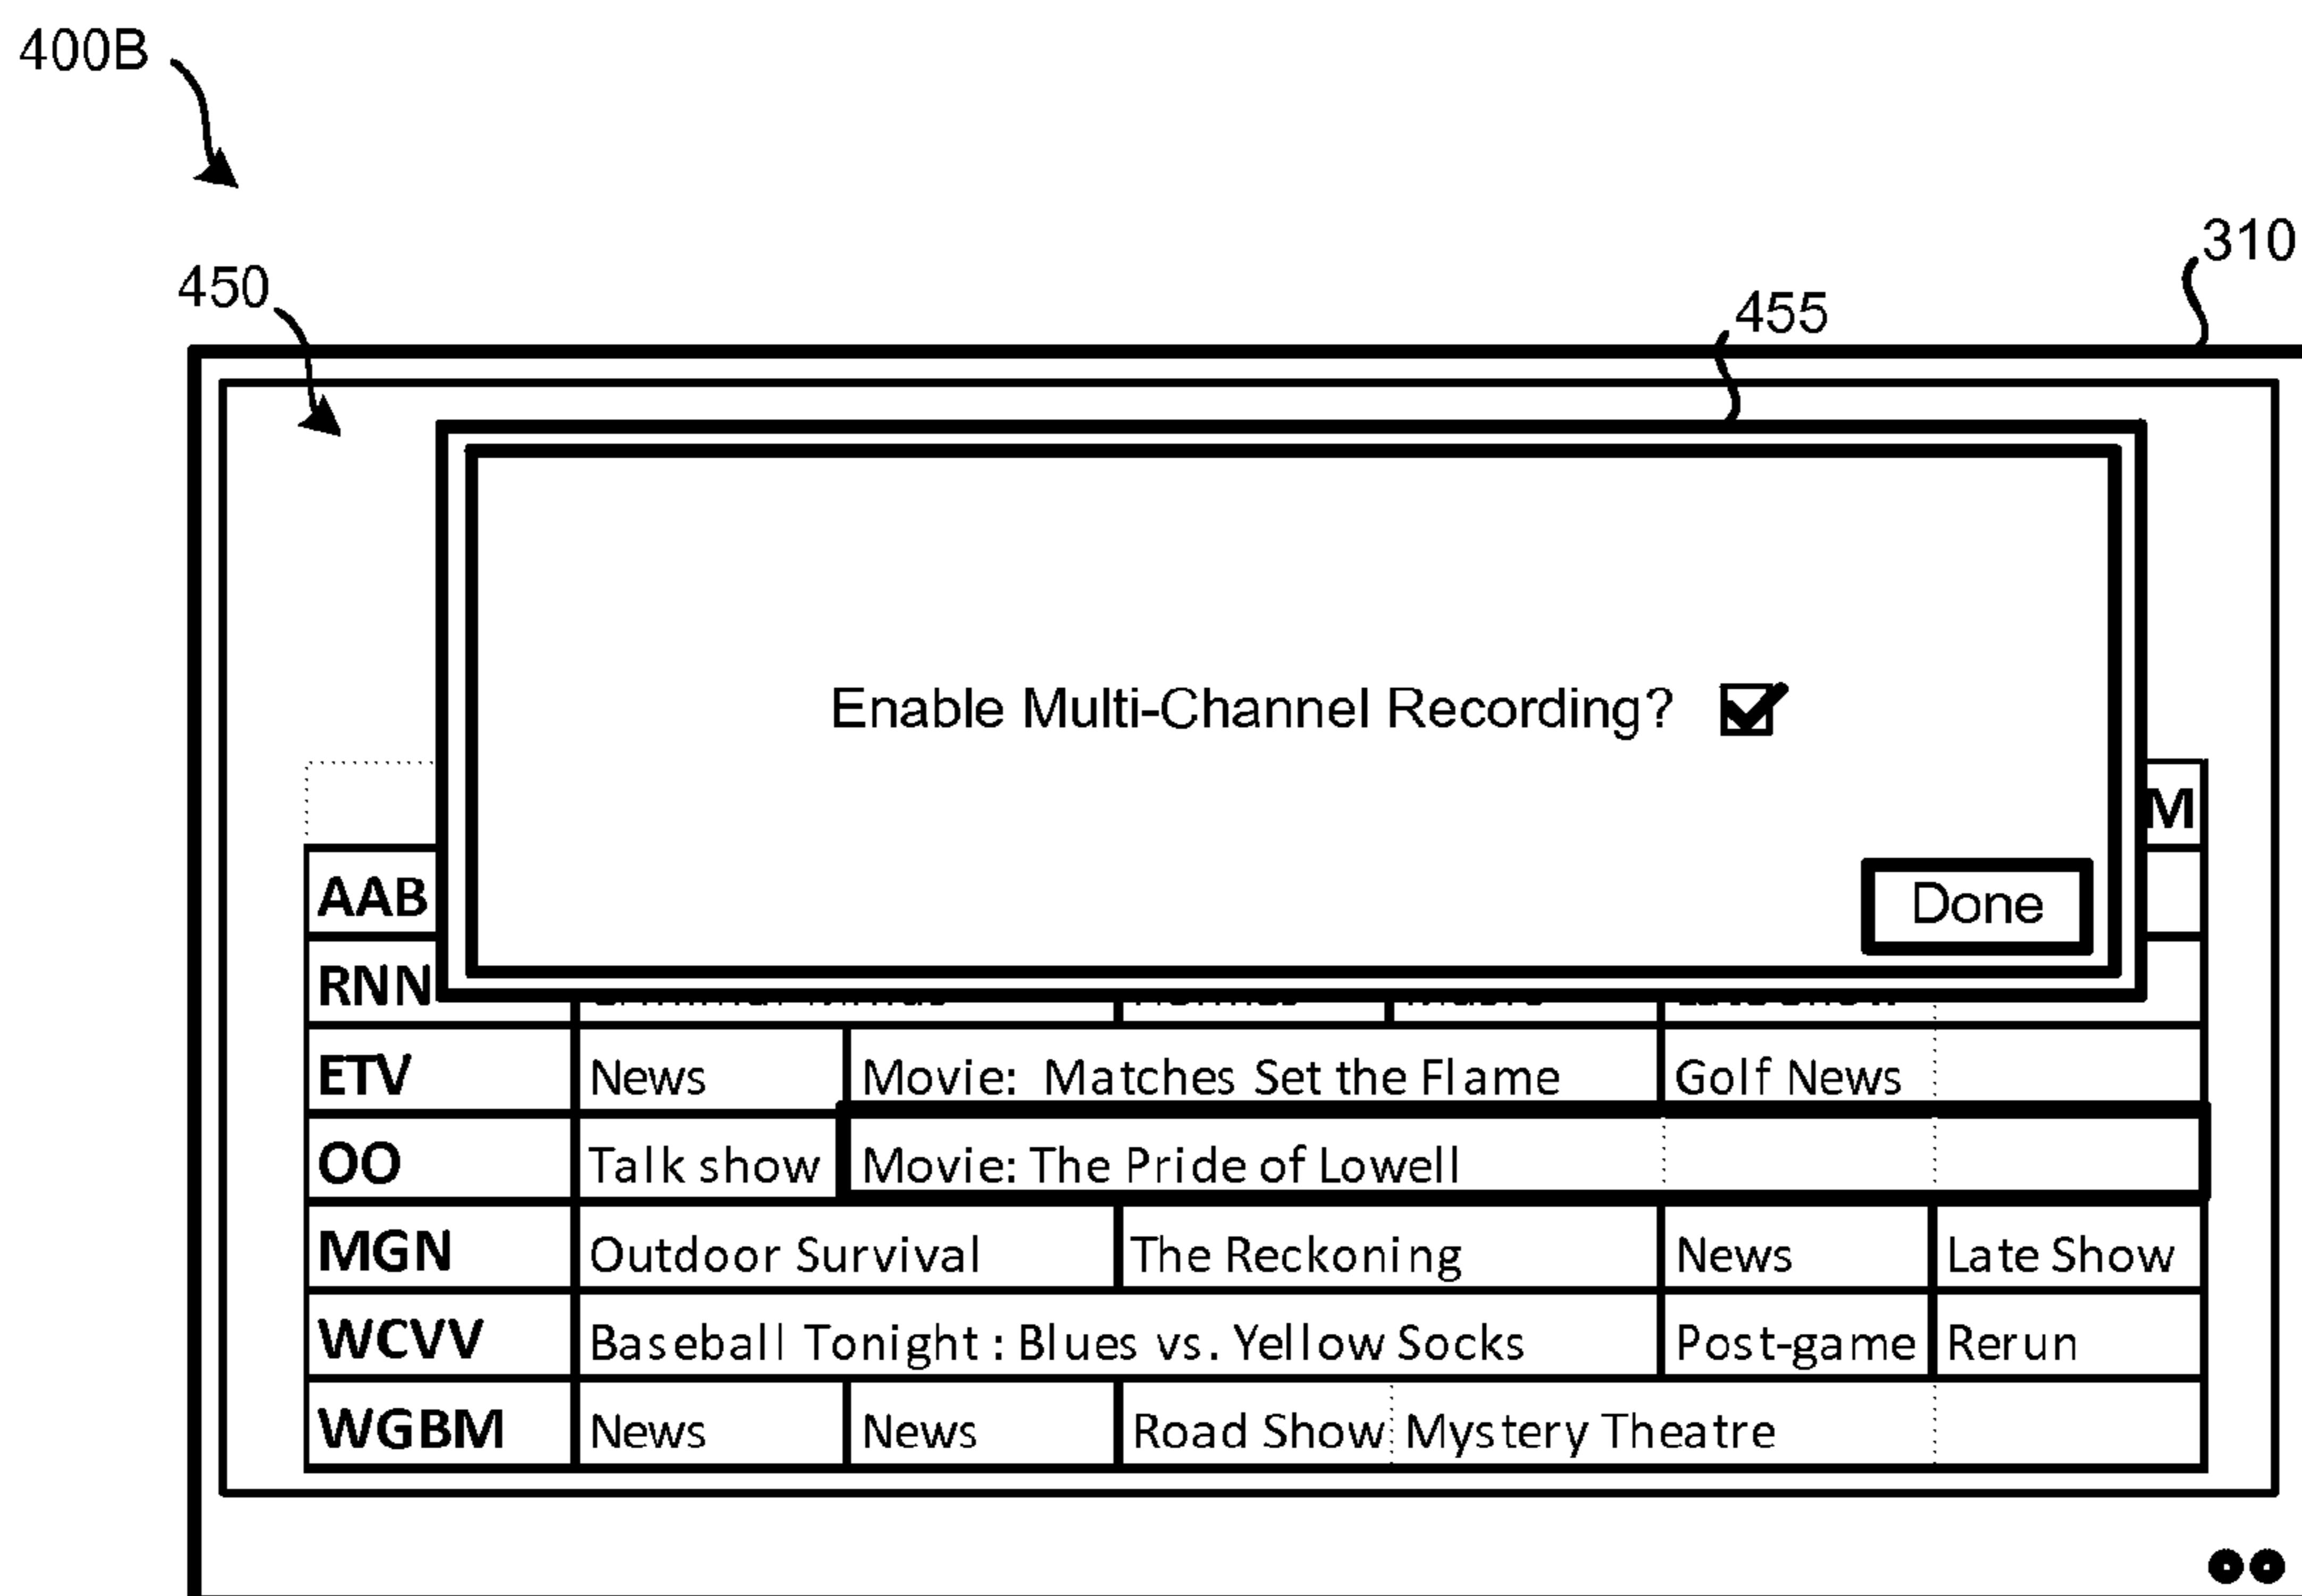 400B
310
450
455
Enable Multi-Channel Recording?
M
AAB
Done
RNN
ETV News Movie: Matches Set the Flame Golf News
OO Talk show Movie: The Pride of Lowell
MGN Outdoor Survival The Reckoning News Late Show
WCVV Baseball Tonight : Blues vs. Yellow Socks Post-game Rerun
WGBM News News Road Show Mystery Theatre